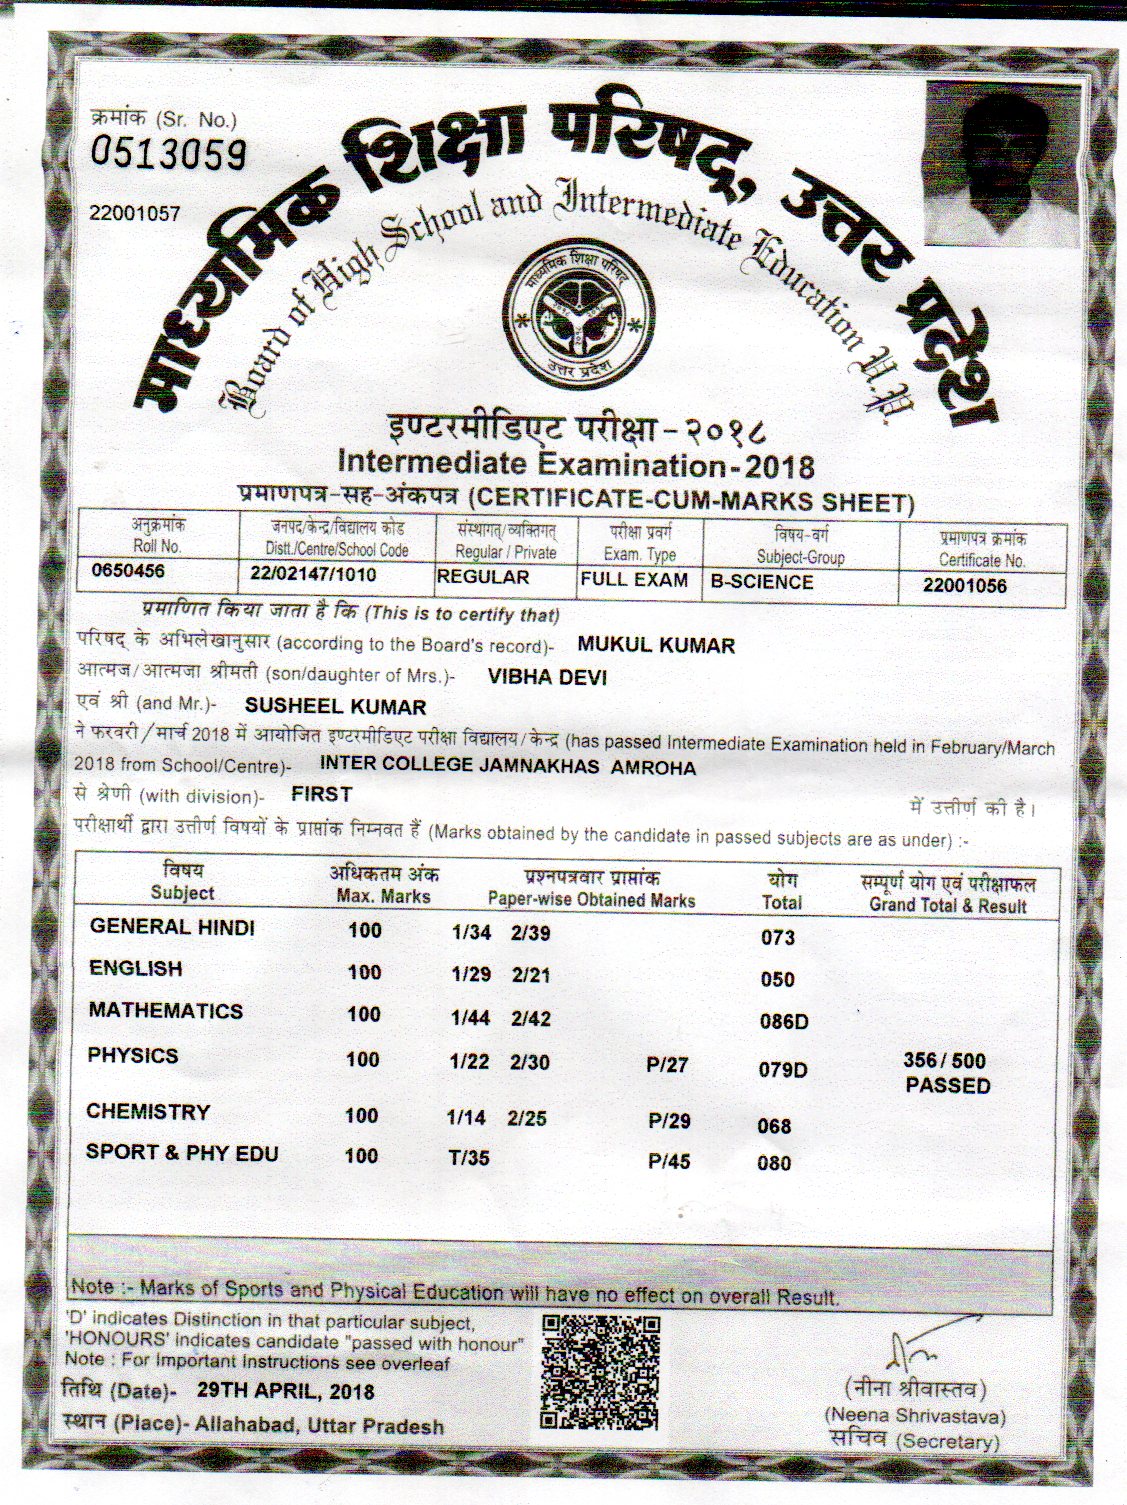 क्रमांक (Sr. No.)
0513059
22001057
माध्यमिक शिक्षा परिषद, उत्तर प्रदेश
Board of High School and Intermediate Education U.P.
माध्यमिक शिक्षा परिषद
उत्तर प्रदेश
इण्टरमीडिएट परीक्षा-२०१८
Intermediate Examination-2018
प्रमाणपत्र-सह-अंकपत्र (CERTIFICATE-CUM-MARKS SHEET)
अनुक्रमांक जनपद/केन्द्र/विद्यालय कोड संस्थागत्/व्यक्तिगत् परीक्षा प्रवर्ग विषय-वर्ग प्रमाणपत्र क्रमांक
Roll No. Distt./Centre/School Code Regular / Private Exam. Type Subject-Group Certificate No.
0650456 22/02147/1010 REGULAR FULL EXAM B-SCIENCE 22001056
प्रमाणित किया जाता है कि (This is to certify that)
परिषद् के अभिलेखानुसार (according to the Board's record)- MUKUL KUMAR
आत्मज/आत्मजा श्रीमती (son/daughter of Mrs.)- VIBHA DEVI
एवं श्री (and Mr.)- SUSHEEL KUMAR
ने फरवरी/मार्च 2018 में आयोजित इण्टरमीडिएट परीक्षा विद्यालय/केन्द्र (has passed Intermediate Examination held in February/March
2018 from School/Centre)- INTER COLLEGE JAMNAKHAS AMROHA
से श्रेणी (with division)- FIRST में उत्तीर्ण की है।
परीक्षार्थी द्वारा उत्तीर्ण विषयों के प्राप्तांक निम्नवत हैं (Marks obtained by the candidate in passed subjects are as under) :-
विषय अधिकतम अंक प्रश्नपत्रवार प्राप्तांक योग सम्पूर्ण योग एवं परीक्षाफल
Subject Max. Marks Paper-wise Obtained Marks Total Grand Total & Result
GENERAL HINDI 100 1/34 2/39 073
ENGLISH 100 1/29 2/21 050
MATHEMATICS 100 1/44 2/42 086D
PHYSICS 100 1/22 2/30 P/27 079D 356/500
PASSED
CHEMISTRY 100 1/14 2/25 P/29 068
SPORT & PHY EDU 100 T/35 P/45 080
Note :- Marks of Sports and Physical Education will have no effect on overall Result.
'D' indicates Distinction in that particular subject,
'HONOURS' indicates candidate "passed with honour"
Note : For Important Instructions see overleaf
तिथि (Date)- 29TH APRIL, 2018
स्थान (Place)- Allahabad, Uttar Pradesh
(नीना श्रीवास्तव)
(Neena Shrivastava)
सचिव (Secretary)